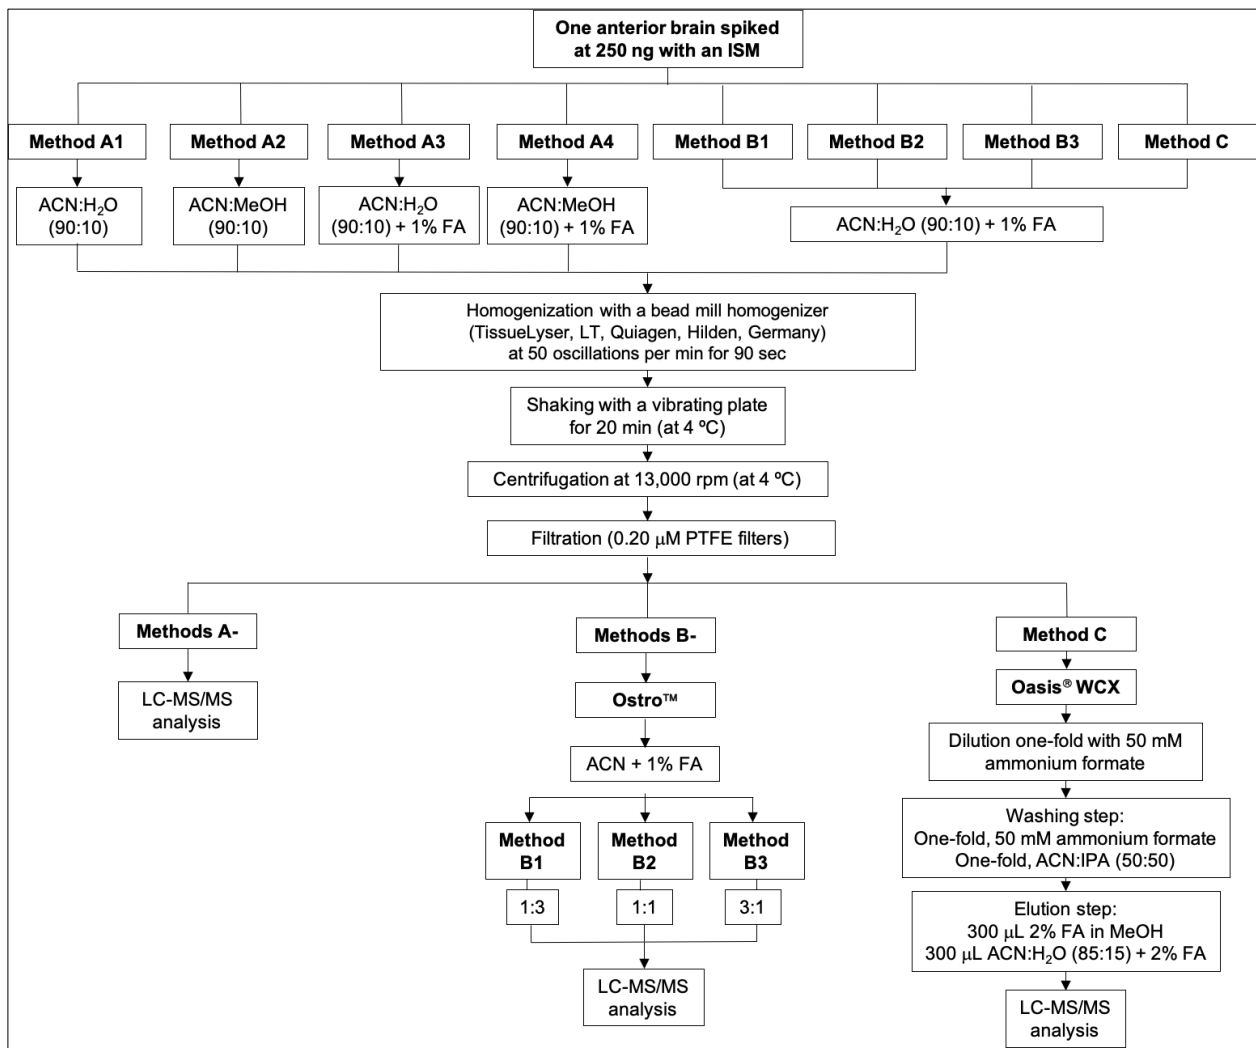 One anterior brain spiked
at 250 ng with an ISM
Method A1
Method A2
Method A3
Method A4
Method B1
Method B2
Method B3
Method C
ACN:H₂O
(90:10)
ACN:MeOH
(90:10)
ACN:H₂O
(90:10) + 1% FA
ACN:MeOH
(90:10) + 1% FA
ACN:H₂O (90:10) + 1% FA
Homogenization with a bead mill homogenizer
(TissueLyser, LT, Quiagen, Hilden, Germany)
at 50 oscillations per min for 90 sec
Shaking with a vibrating plate
for 20 min (at 4 ºC)
Centrifugation at 13,000 rpm (at 4 ºC)
Filtration (0.20 μM PTFE filters)
Methods A-
LC-MS/MS
analysis
Methods B-
Ostro™
ACN + 1% FA
Method
B1
Method
B2
Method
B3
1:3
1:1
3:1
LC-MS/MS
analysis
Method C
Oasis® WCX
Dilution one-fold with 50 mM
ammonium formate
Washing step:
One-fold, 50 mM ammonium formate
One-fold, ACN:IPA (50:50)
Elution step:
300 μL 2% FA in MeOH
300 μL ACN:H₂O (85:15) + 2% FA
LC-MS/MS
analysis